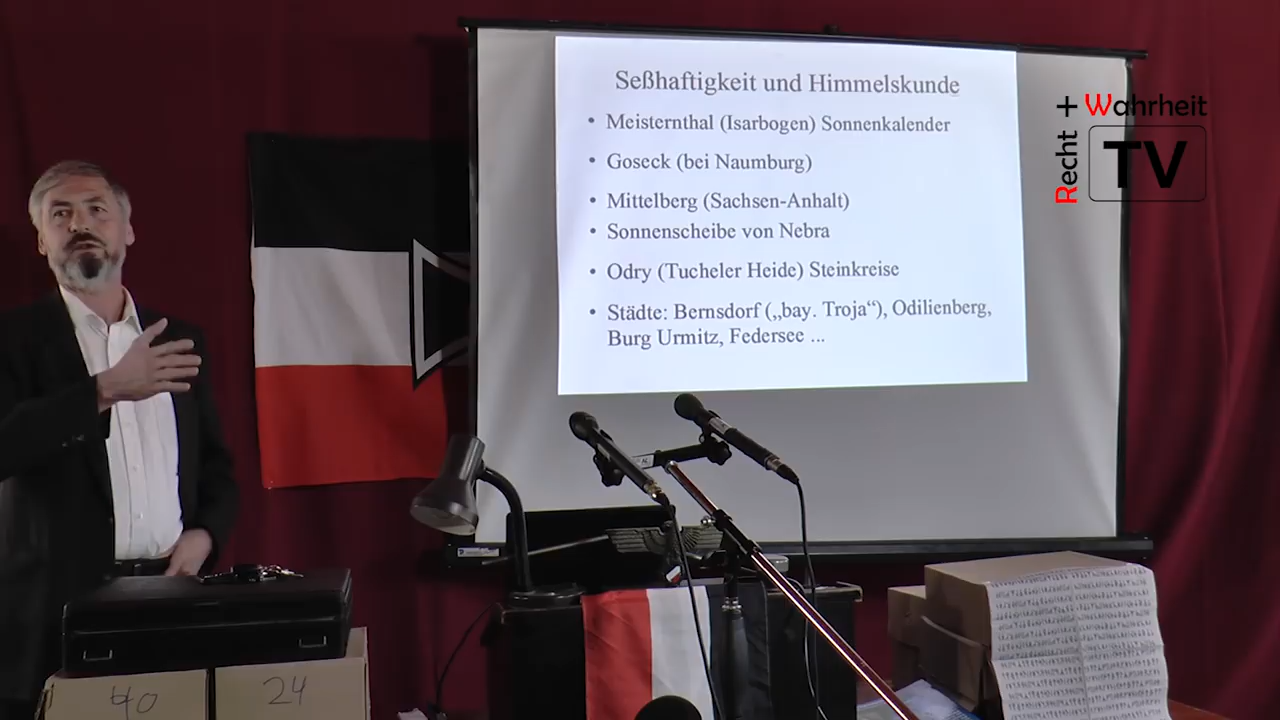 Seßhaftigkeit und Himmelskunde
• Meisternthal (Isarbogen) Sonnenkalender
• Goseck (bei Naumburg)
• Mittelberg (Sachsen-Anhalt)
• Sonnenscheibe von Nebra
• Odry (Tucheler Heide) Steinkreise
• Städte: Bernsdorf („bay. Troja“), Odilienberg,
Burg Urmitz, Federsee ...
Recht + Wahrheit
TV
40
24